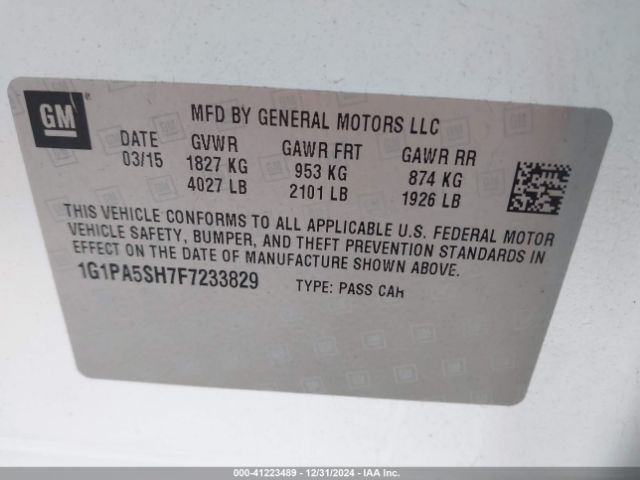 GM ®
MFD BY GENERAL MOTORS LLC
DATE GVWR GAWR FRT GAWR RR
03/15 1827 KG 953 KG 874 KG
4027 LB 2101 LB 1926 LB
THIS VEHICLE CONFORMS TO ALL APPLICABLE U.S. FEDERAL MOTOR
VEHICLE SAFETY, BUMPER, AND THEFT PREVENTION STANDARDS IN
EFFECT ON THE DATE OF MANUFACTURE SHOWN ABOVE.
1G1PA5SH7F7233829 TYPE: PASS CAR
000-41223489 - 12/31/2024 - IAA Inc.